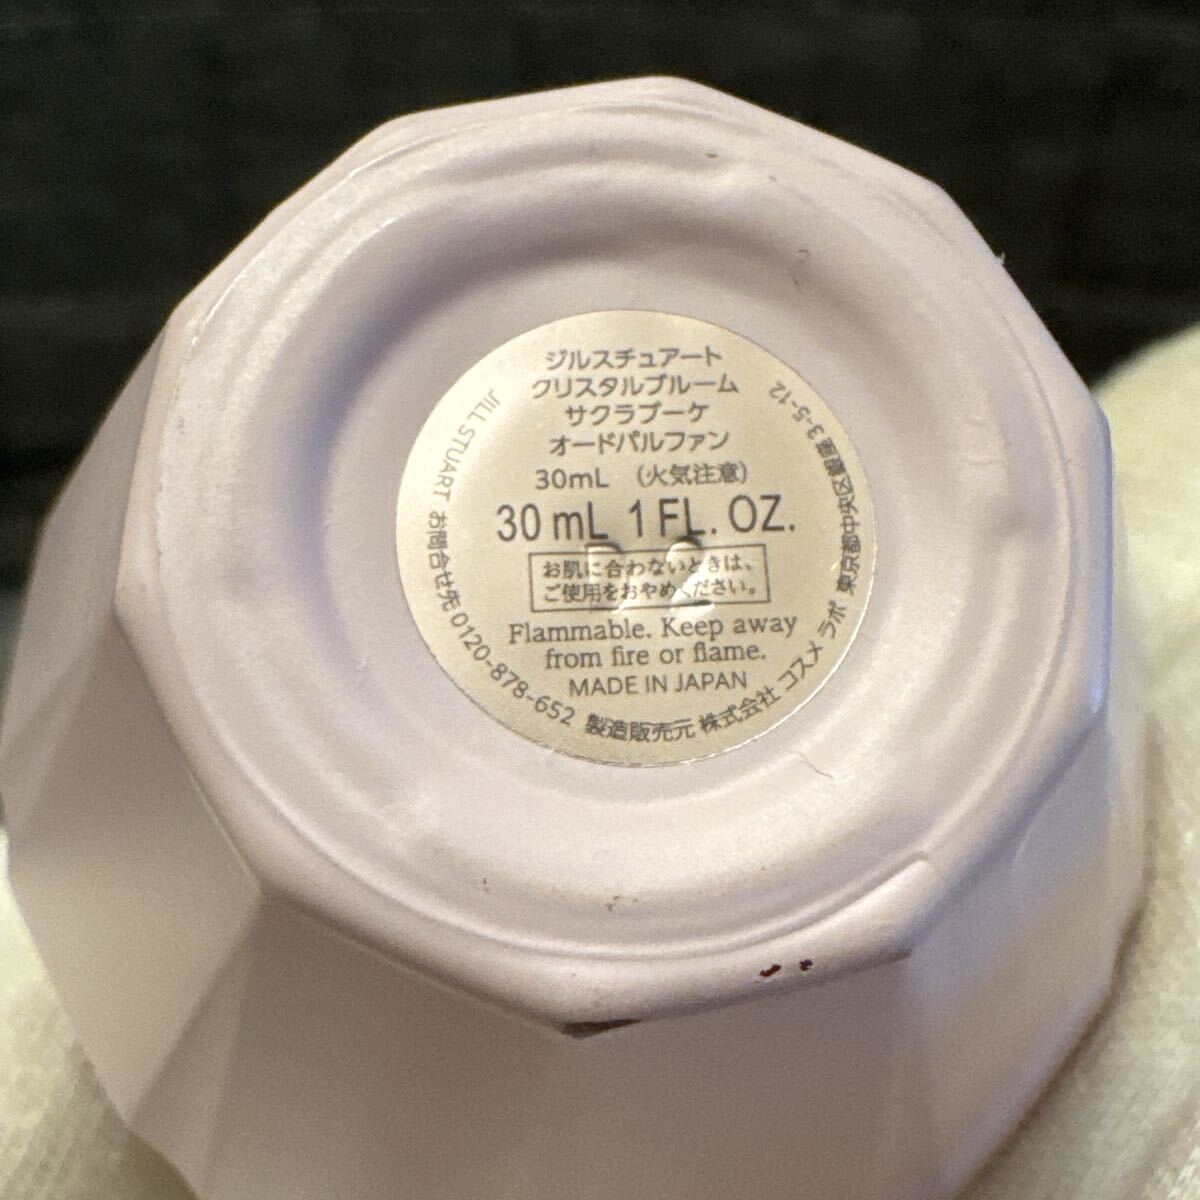 ジルスチュアート
クリスタルブルーム
サクラブーケ
オードパルファン
30mL （火気注意）
30 mL 1 FL. OZ.
お肌に合わないときは、
ご使用をおやめください。
Flammable. Keep away
from fire or flame.
MADE IN JAPAN
JILL STUART お問合せ先 0120-878-652 製造販売元 株式会社 コスメ ラボ 東京都中央区銀座3-5-12